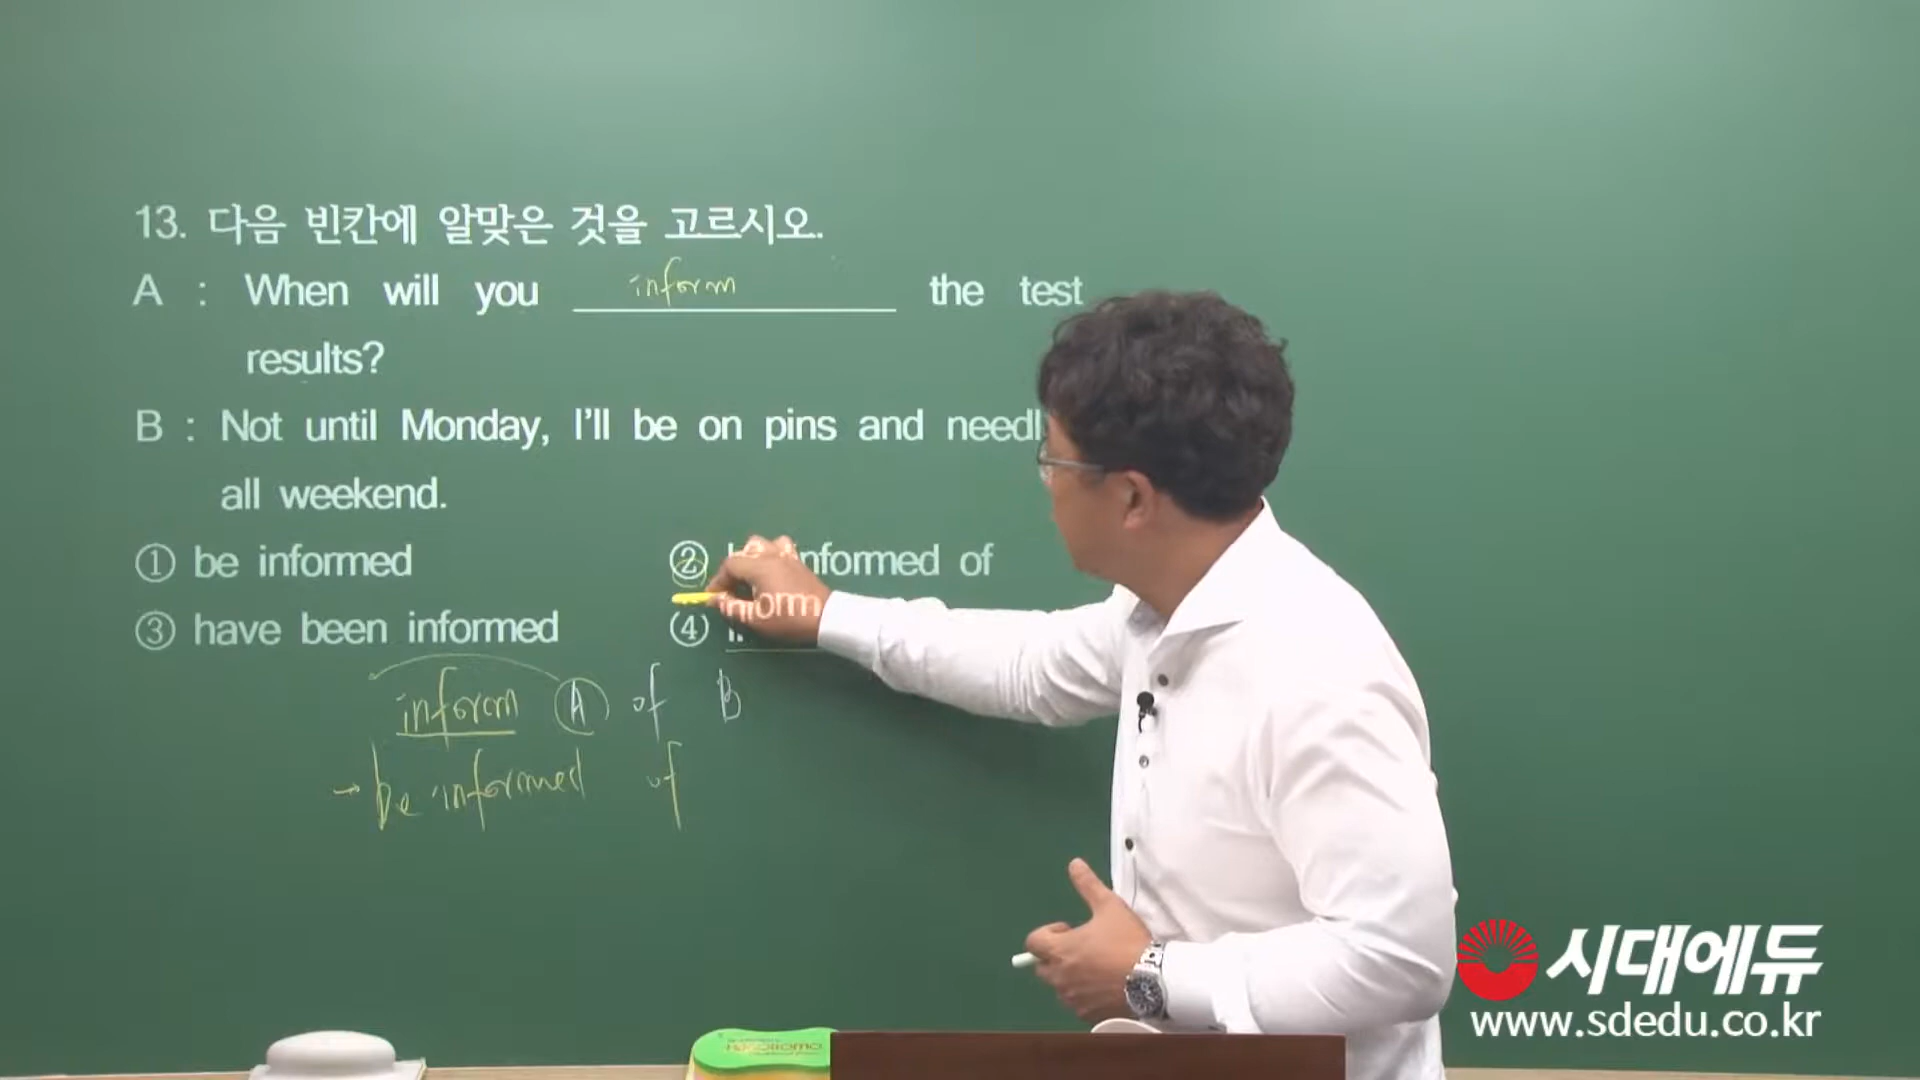 13. 다음 빈칸에 알맞은 것을 고르시오.
A : When will you inform the test
results?
B : Not until Monday, I'll be on pins and
all weekend.
① be informed ② informed of
③ have been informed ④ inform
inform A of B
→ be informed of
시대에듀
www.sdedu.co.kr